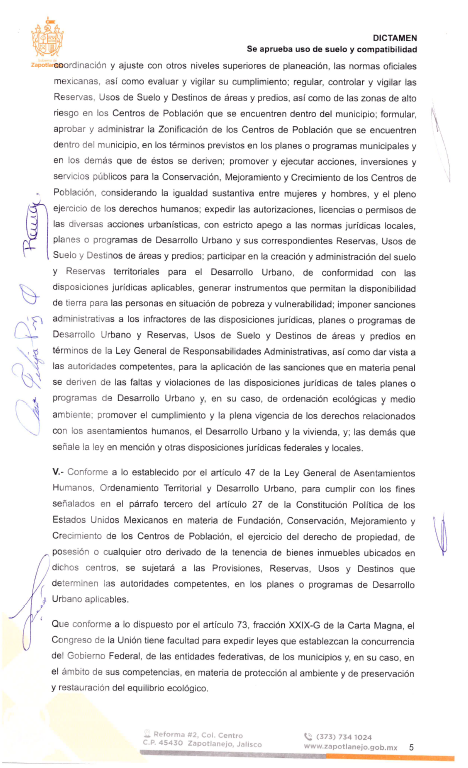 DICTAMEN
Se aprueba uso de suelo y compatibilidad
Zapotlanejo
coordinación y ajuste con otros niveles superiores de planeación, las normas oficiales
mexicanas, así como evaluar y vigilar su cumplimiento; regular, controlar y vigilar las
Reservas, Usos de Suelo y Destinos de áreas y predios, así como de las zonas de alto
riesgo en los Centros de Población que se encuentren dentro del municipio; formular,
aprobar y administrar la Zonificación de los Centros de Población que se encuentren
dentro del municipio, en los términos previstos en los planes o programas municipales y
en los demás que de éstos se deriven; promover y ejecutar acciones, inversiones y
servicios públicos para la Conservación, Mejoramiento y Crecimiento de los Centros de
Población, considerando la igualdad sustantiva entre mujeres y hombres, y el pleno
ejercicio de los derechos humanos; expedir las autorizaciones, licencias o permisos de
las diversas acciones urbanísticas, con estricto apego a las normas jurídicas locales,
planes o programas de Desarrollo Urbano y sus correspondientes Reservas, Usos de
Suelo y Destinos de áreas y predios; participar en la creación y administración del suelo
y Reservas territoriales para el Desarrollo Urbano, de conformidad con las
disposiciones jurídicas aplicables, generar instrumentos que permitan la disponibilidad
de tierra para las personas en situación de pobreza y vulnerabilidad; imponer sanciones
administrativas a los infractores de las disposiciones jurídicas, planes o programas de
Desarrollo Urbano y Reservas, Usos de Suelo y Destinos de áreas y predios en
términos de la Ley General de Responsabilidades Administrativas, así como dar vista a
las autoridades competentes, para la aplicación de las sanciones que en materia penal
se deriven de las faltas y violaciones de las disposiciones jurídicas de tales planes o
programas de Desarrollo Urbano y, en su caso, de ordenación ecológicos y medio
ambiente; promover el cumplimiento y la plena vigencia de los derechos relacionados
con los asentamientos humanos, el Desarrollo Urbano y la vivienda, y; las demás que
señale la ley en mención y otras disposiciones jurídicas federales y locales.
V.- Conforme a lo establecido por el artículo 47 de la Ley General de Asentamientos
Humanos, Ordenamiento Territorial y Desarrollo Urbano, para cumplir con los fines
señalados en el párrafo tercero del artículo 27 de la Constitución Política de los
Estados Unidos Mexicanos en materia de Fundación, Conservación, Mejoramiento y
Crecimiento de los Centros de Población, el ejercicio del derecho de propiedad, de
posesión o cualquier otro derivado de la tenencia de bienes inmuebles ubicados en
dichos centros, se sujetará a las Provisiones, Reservas, Usos y Destinos que
determinen las autoridades competentes, en los planes o programas de Desarrollo
Urbano aplicables.
Que conforme a lo dispuesto por el artículo 73, fracción XXIX-G de la Carta Magna, el
Congreso de la Unión tiene facultad para expedir leyes que establezcan la concurrencia
del Gobierno Federal, de las entidades federativas, de los municipios y, en su caso, en
el ámbito de sus competencias, en materia de protección al ambiente y de preservación
y restauración del equilibrio ecológico.
Reforma #2, Col. Centro
C.P. 45430 Zapotlanejo, Jalisco
(373) 734 1024
www.zapotlanejo.gob.mx
5